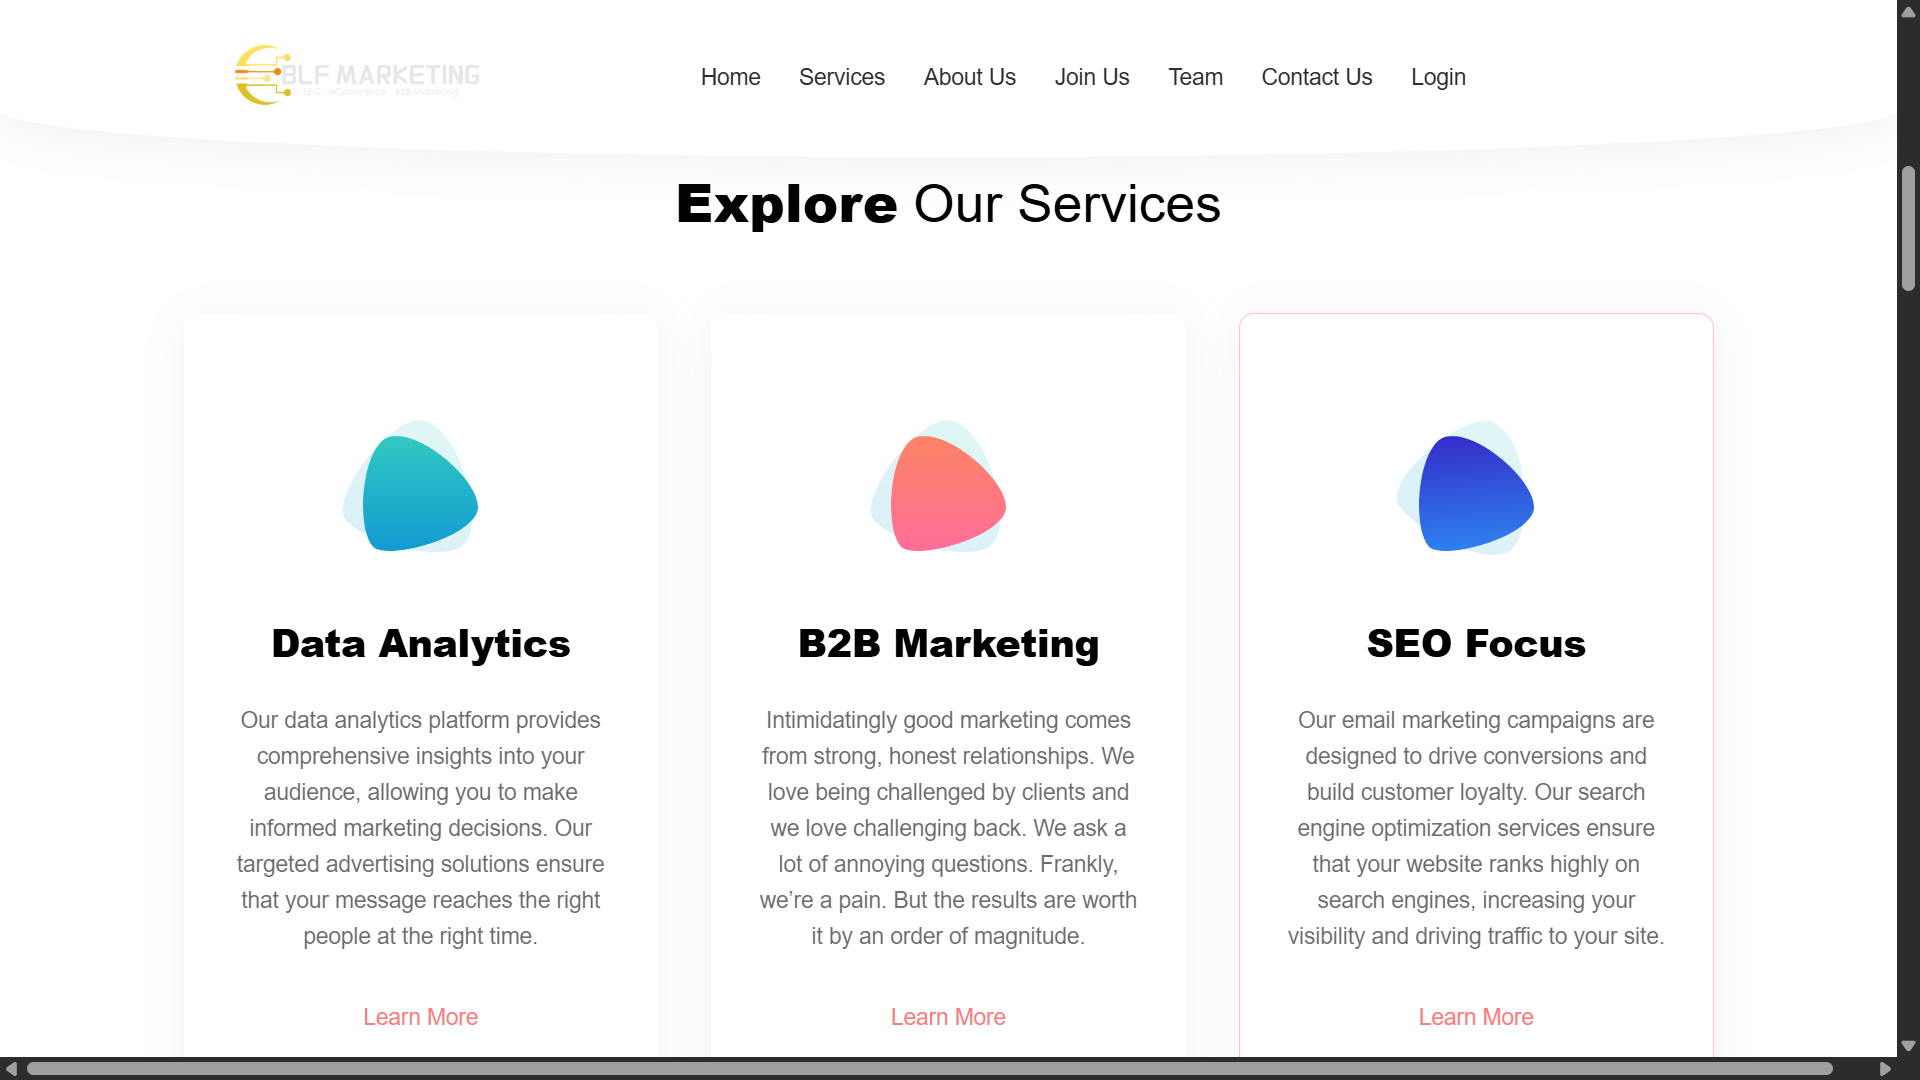 BLF MARKETING
SEO . eCommerce . B2B Marketing
Home Services About Us Join Us Team Contact Us Login
Explore Our Services
Data Analytics
Our data analytics platform provides
comprehensive insights into your
audience, allowing you to make
informed marketing decisions. Our
targeted advertising solutions ensure
that your message reaches the right
people at the right time.
Learn More
B2B Marketing
Intimidatingly good marketing comes
from strong, honest relationships. We
love being challenged by clients and
we love challenging back. We ask a
lot of annoying questions. Frankly,
we’re a pain. But the results are worth
it by an order of magnitude.
Learn More
SEO Focus
Our email marketing campaigns are
designed to drive conversions and
build customer loyalty. Our search
engine optimization services ensure
that your website ranks highly on
search engines, increasing your
visibility and driving traffic to your site.
Learn More